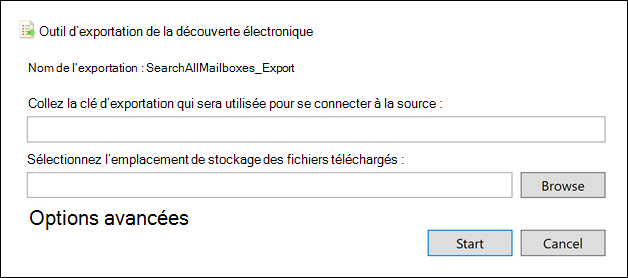 Outil d'exportation de la découverte électronique
Nom de l'exportation : SearchAllMailboxes_Export
Collez la clé d'exportation qui sera utilisée pour se connecter à la source :
Sélectionnez l'emplacement de stockage des fichiers téléchargés :
Browse
Options avancées
Start
Cancel